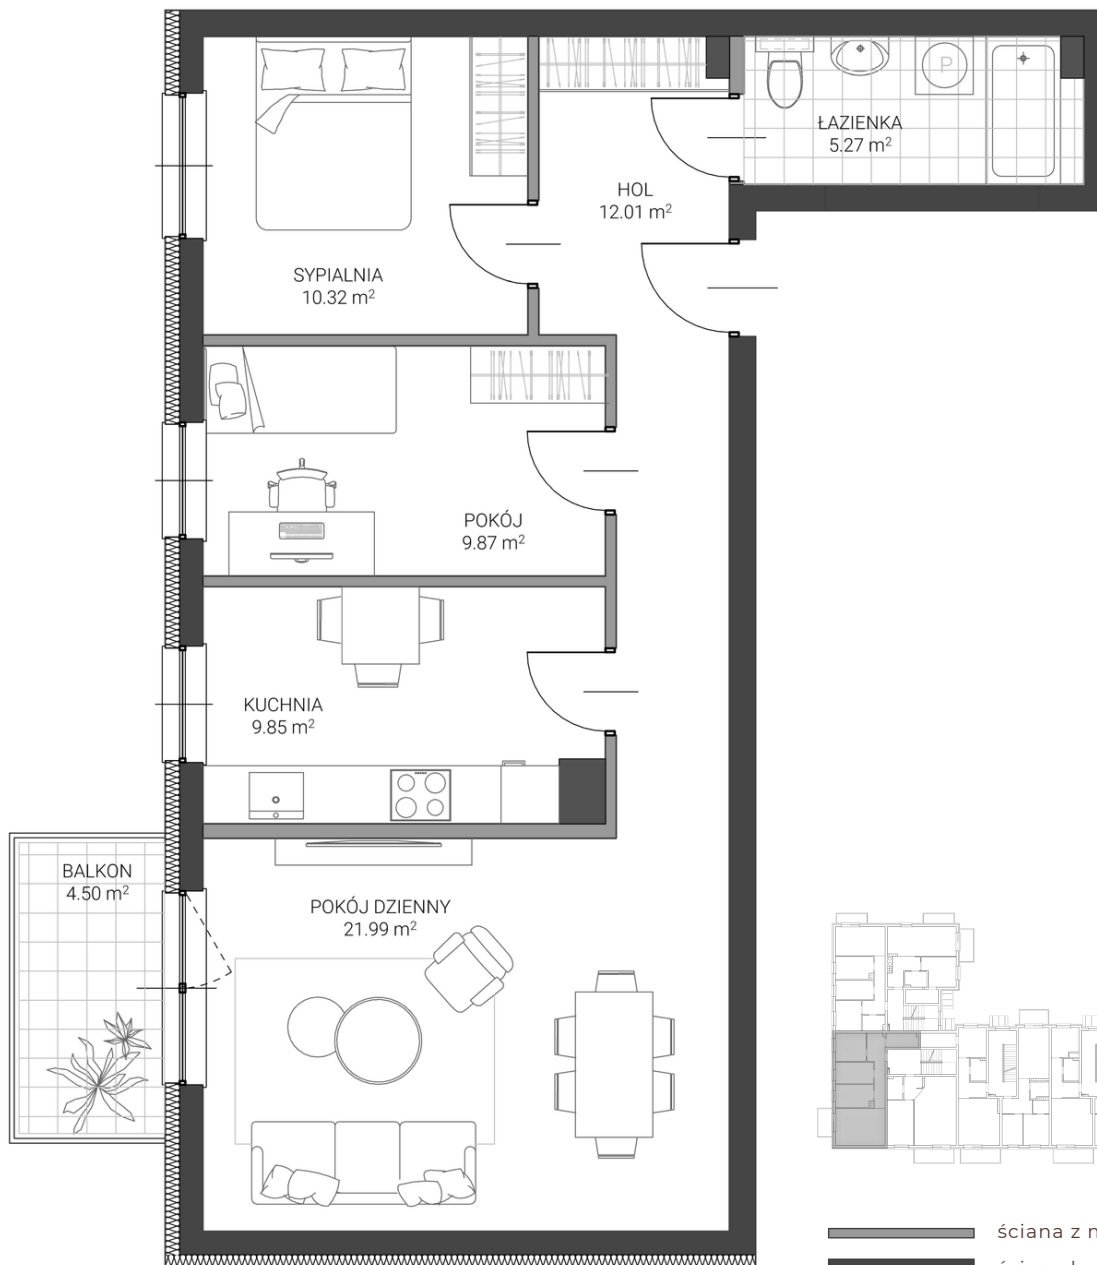 ŁAZIENKA
5.27 m²
P
HOL
12.01 m²
SYPIALNIA
10.32 m²
POKÓJ
9.87 m²
KUCHNIA
9.85 m²
BALKON
4.50 m²
POKÓJ DZIENNY
21.99 m²
ściana z